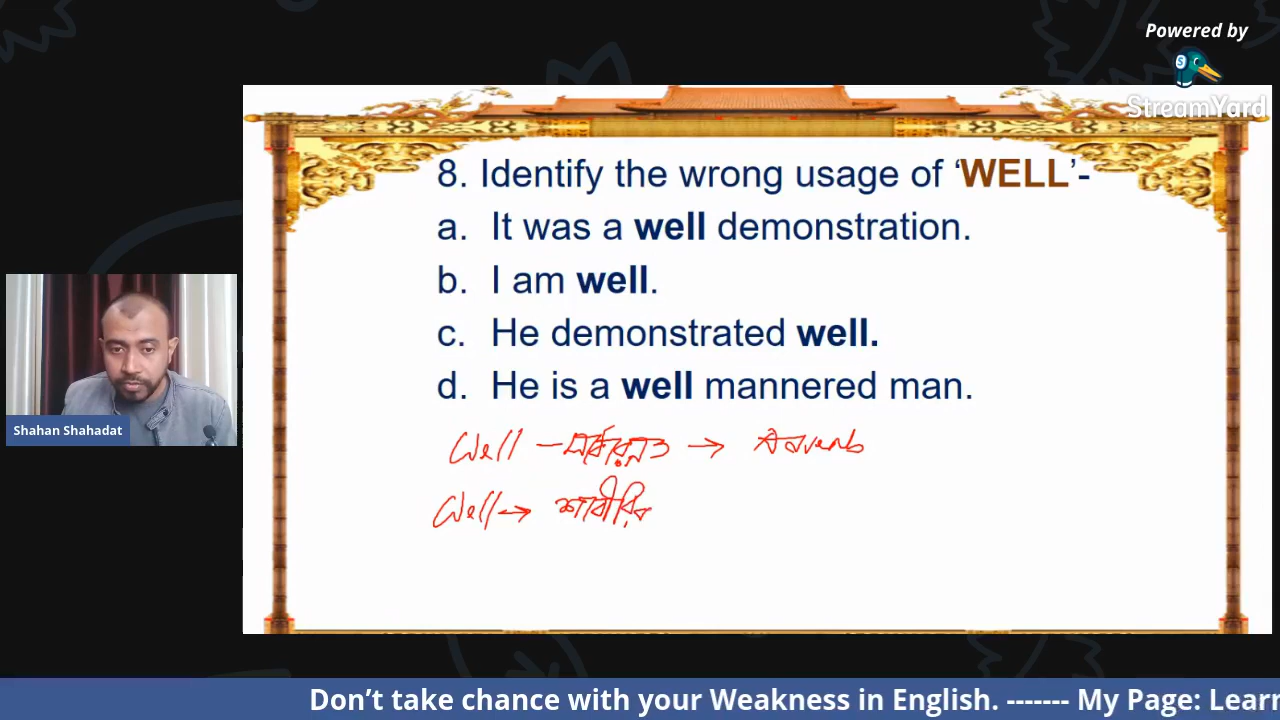 Powered by
StreamYard
8. Identify the wrong usage of ‘WELL’-
a. It was a well demonstration.
b. I am well.
c. He demonstrated well.
d. He is a well mannered man.
Well – → Adverb
Well → শারীরিক
Shahan Shahadat
Don’t take chance with your Weakness in English. ------- My Page: Learn